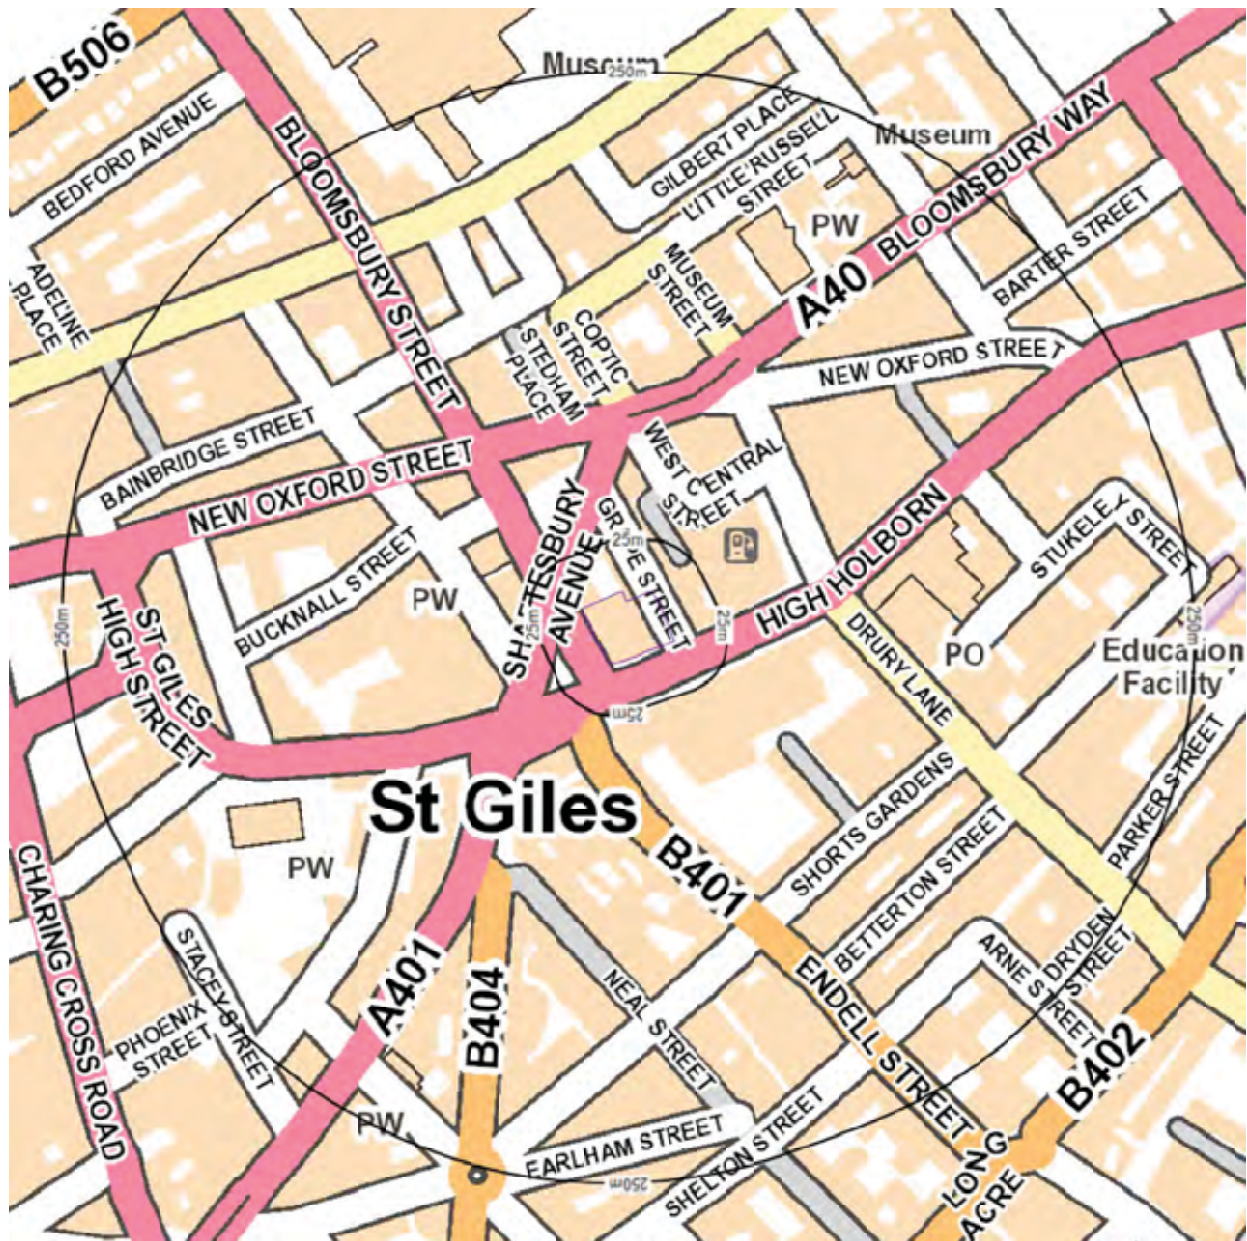 B506
Museum
250m
BEDFORD AVENUE
BLOOMSBURY STREET
GILBERT PLACE
LITTLE RUSSELL
STREET
Museum
BLOOMSBURY WAY
PW
BARTER STREET
ADELINE
PLACE
MUSEUM
STREET
A40
COPTIC
STREET
STEDHAM
PLACE
NEW OXFORD STREET
BAINBRIDGE STREET
NEW OXFORD STREET
WEST CENTRAL
STREET
SHAFTESBURY
AVENUE
GRAPE STREET
25m
HIGH HOLBORN
STUKELEY STREET
BUCKNALL STREET
PW
250m
25m
25m
250m
ST GILES
HIGH STREET
DRURY LANE
PO
Education
Facility
25m
St Giles
SHORTS GARDENS
PARKER STREET
PW
B401
BETTERTON STREET
CHARING CROSS ROAD
STACEY STREET
A401
B404
NEAL STREET
ENDELL STREET
ARNE STREET
DRYDEN
STREET
PHOENIX
STREET
B402
PW
EARLHAM STREET
SHELTON STREET
250m
LONG
ACRE